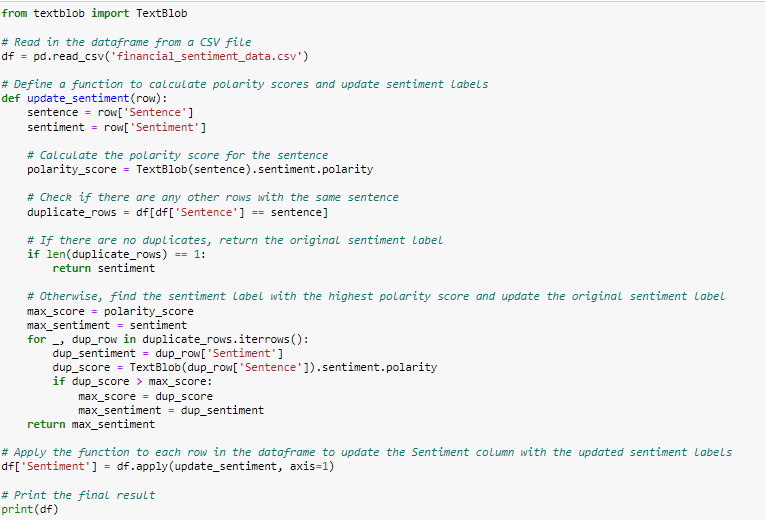 from textblob import TextBlob

# Read in the dataframe from a CSV file
df = pd.read_csv('financial_sentiment_data.csv')

# Define a function to calculate polarity scores and update sentiment labels
def update_sentiment(row):
    sentence = row['Sentence']
    sentiment = row['Sentiment']

    # Calculate the polarity score for the sentence
    polarity_score = TextBlob(sentence).sentiment.polarity

    # Check if there are any other rows with the same sentence
    duplicate_rows = df[df['Sentence'] == sentence]

    # If there are no duplicates, return the original sentiment label
    if len(duplicate_rows) == 1:
        return sentiment

    # Otherwise, find the sentiment label with the highest polarity score and update the original sentiment label
    max_score = polarity_score
    max_sentiment = sentiment
    for _, dup_row in duplicate_rows.iterrows():
        dup_sentiment = dup_row['Sentiment']
        dup_score = TextBlob(dup_row['Sentence']).sentiment.polarity
        if dup_score > max_score:
            max_score = dup_score
            max_sentiment = dup_sentiment
    return max_sentiment

# Apply the function to each row in the dataframe to update the Sentiment column with the updated sentiment labels
df['Sentiment'] = df.apply(update_sentiment, axis=1)

# Print the final result
print(df)